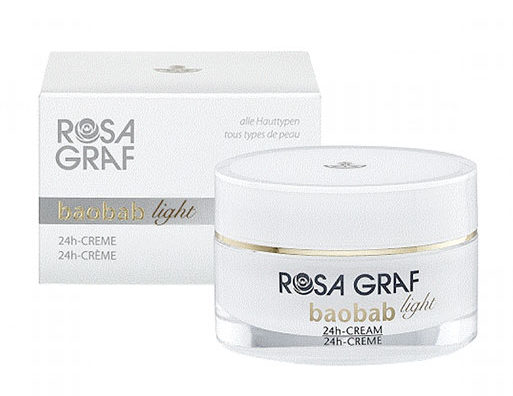 alle Hauttypen
tous types de peau
ROSA
GRAF
baobab light
24h-CREME
24h-CRÈME
ROSA GRAF
baobab light
24h-CREAM
24h-CREME